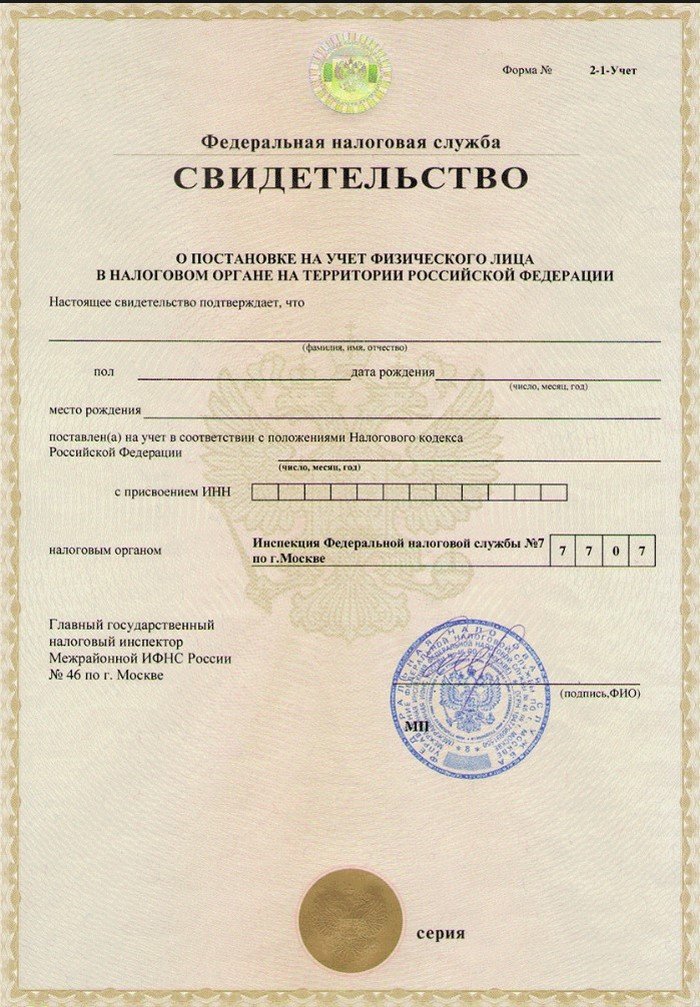 Форма № 2-1-Учет
Федеральная налоговая служба
СВИДЕТЕЛЬСТВО
О ПОСТАНОВКЕ НА УЧЕТ ФИЗИЧЕСКОГО ЛИЦА
В НАЛОГОВОМ ОРГАНЕ НА ТЕРРИТОРИИ РОССИЙСКОЙ ФЕДЕРАЦИИ
Настоящее свидетельство подтверждает, что
(фамилия, имя, отчество)
пол дата рождения
(число, месяц, год)
место рождения
поставлен(а) на учет в соответствии с положениями Налогового кодекса
Российской Федерации
(число, месяц, год)
с присвоением ИНН
налоговым органом
Инспекция Федеральной налоговой службы №7 7 7 0 7
по г.Москве
Главный государственный
налоговый инспектор
Межрайонной ИФНС России
№ 46 по г. Москве
(подпись,ФИО)
МП
ФЕДЕРАЛЬНАЯ НАЛОГОВАЯ СЛУЖБА
серия